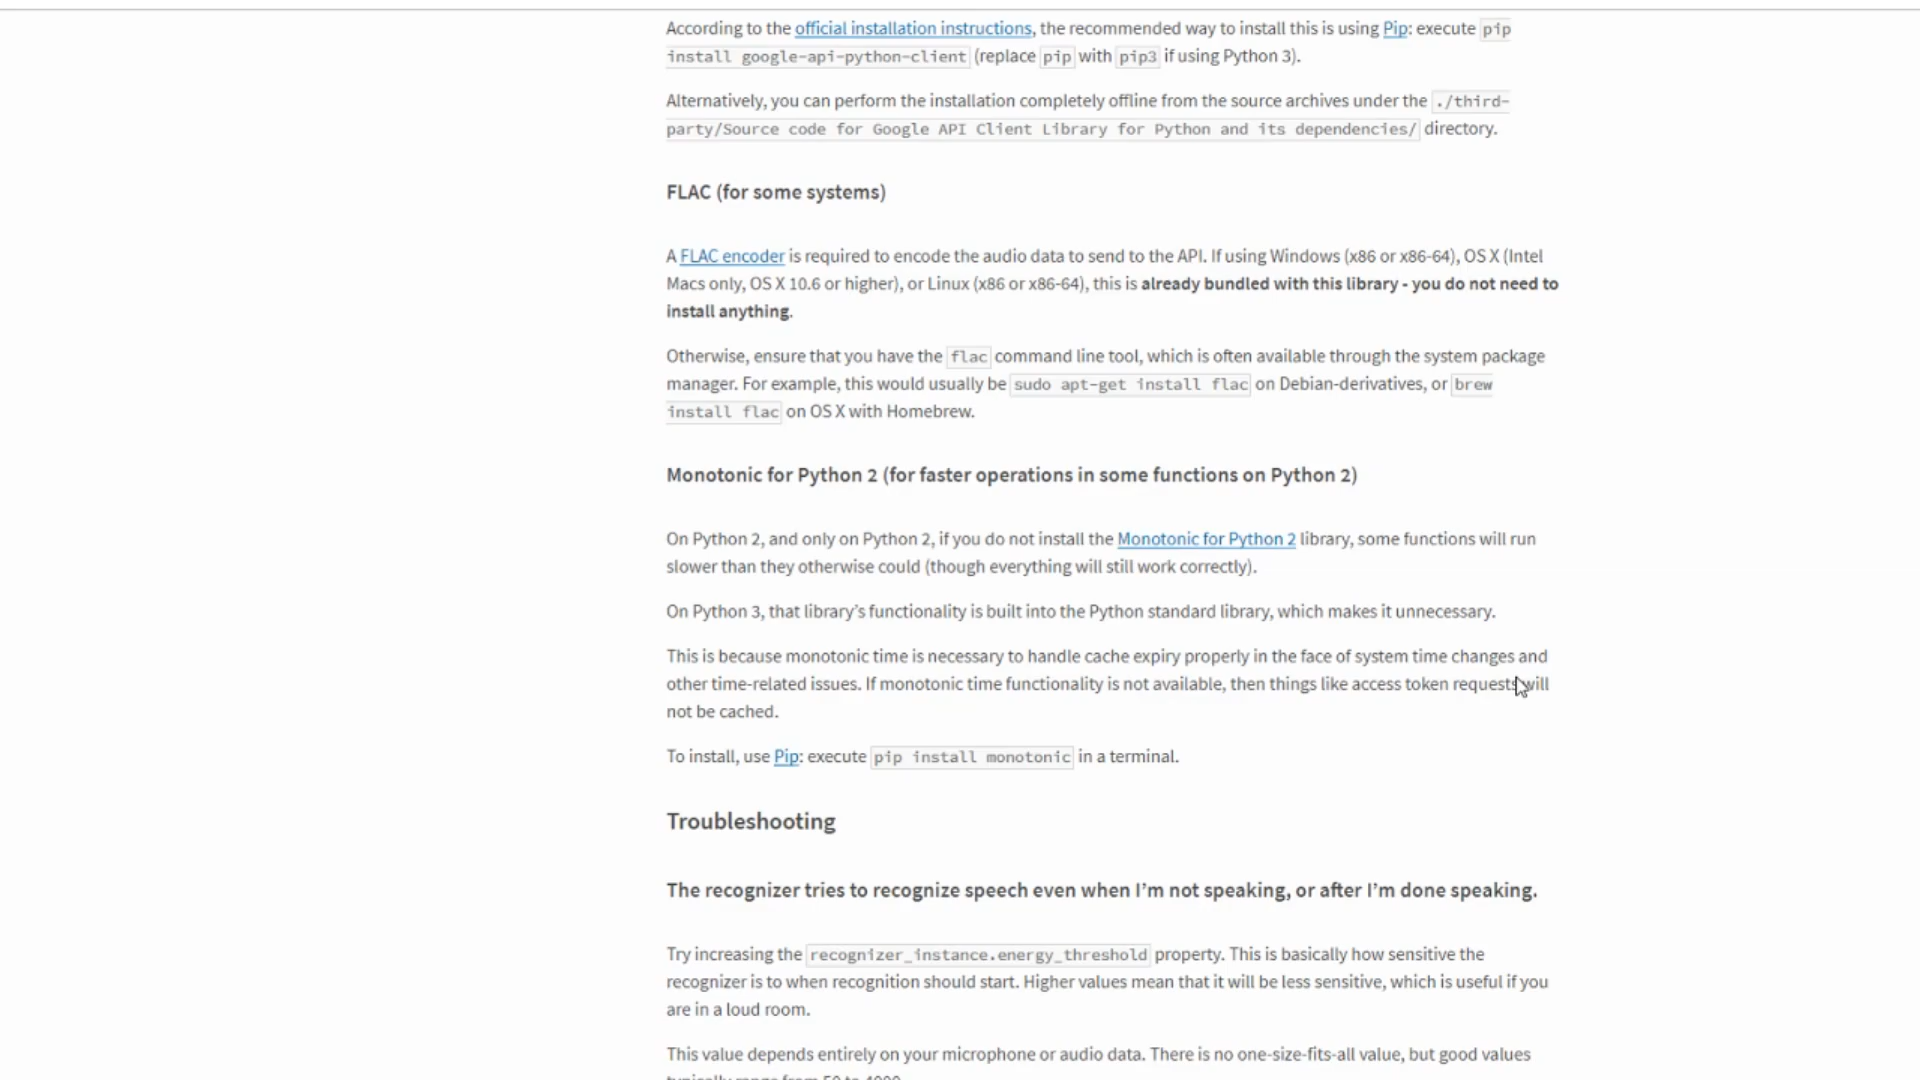 According to the official installation instructions, the recommended way to install this is using Pip: execute pip
install google-api-python-client (replace pip with pip3 if using Python 3).
Alternatively, you can perform the installation completely offline from the source archives under the ./third-
party/Source code for Google API Client Library for Python and its dependencies/ directory.
FLAC (for some systems)
A FLAC encoder is required to encode the audio data to send to the API. If using Windows (x86 or x86-64), OS X (Intel
Macs only, OS X 10.6 or higher), or Linux (x86 or x86-64), this is already bundled with this library - you do not need to
install anything.
Otherwise, ensure that you have the flac command line tool, which is often available through the system package
manager. For example, this would usually be sudo apt-get install flac on Debian-derivatives, or brew
install flac on OS X with Homebrew.
Monotonic for Python 2 (for faster operations in some functions on Python 2)
On Python 2, and only on Python 2, if you do not install the Monotonic for Python 2 library, some functions will run
slower than they otherwise could (though everything will still work correctly).
On Python 3, that library's functionality is built into the Python standard library, which makes it unnecessary.
This is because monotonic time is necessary to handle cache expiry properly in the face of system time changes and
other time-related issues. If monotonic time functionality is not available, then things like access token requests will
not be cached.
To install, use Pip: execute pip install monotonic in a terminal.
Troubleshooting
The recognizer tries to recognize speech even when I'm not speaking, or after I'm done speaking.
Try increasing the recognizer_instance.energy_threshold property. This is basically how sensitive the
recognizer is to when recognition should start. Higher values mean that it will be less sensitive, which is useful if you
are in a loud room.
This value depends entirely on your microphone or audio data. There is no one-size-fits-all value, but good values
typically range from 50 to 4000